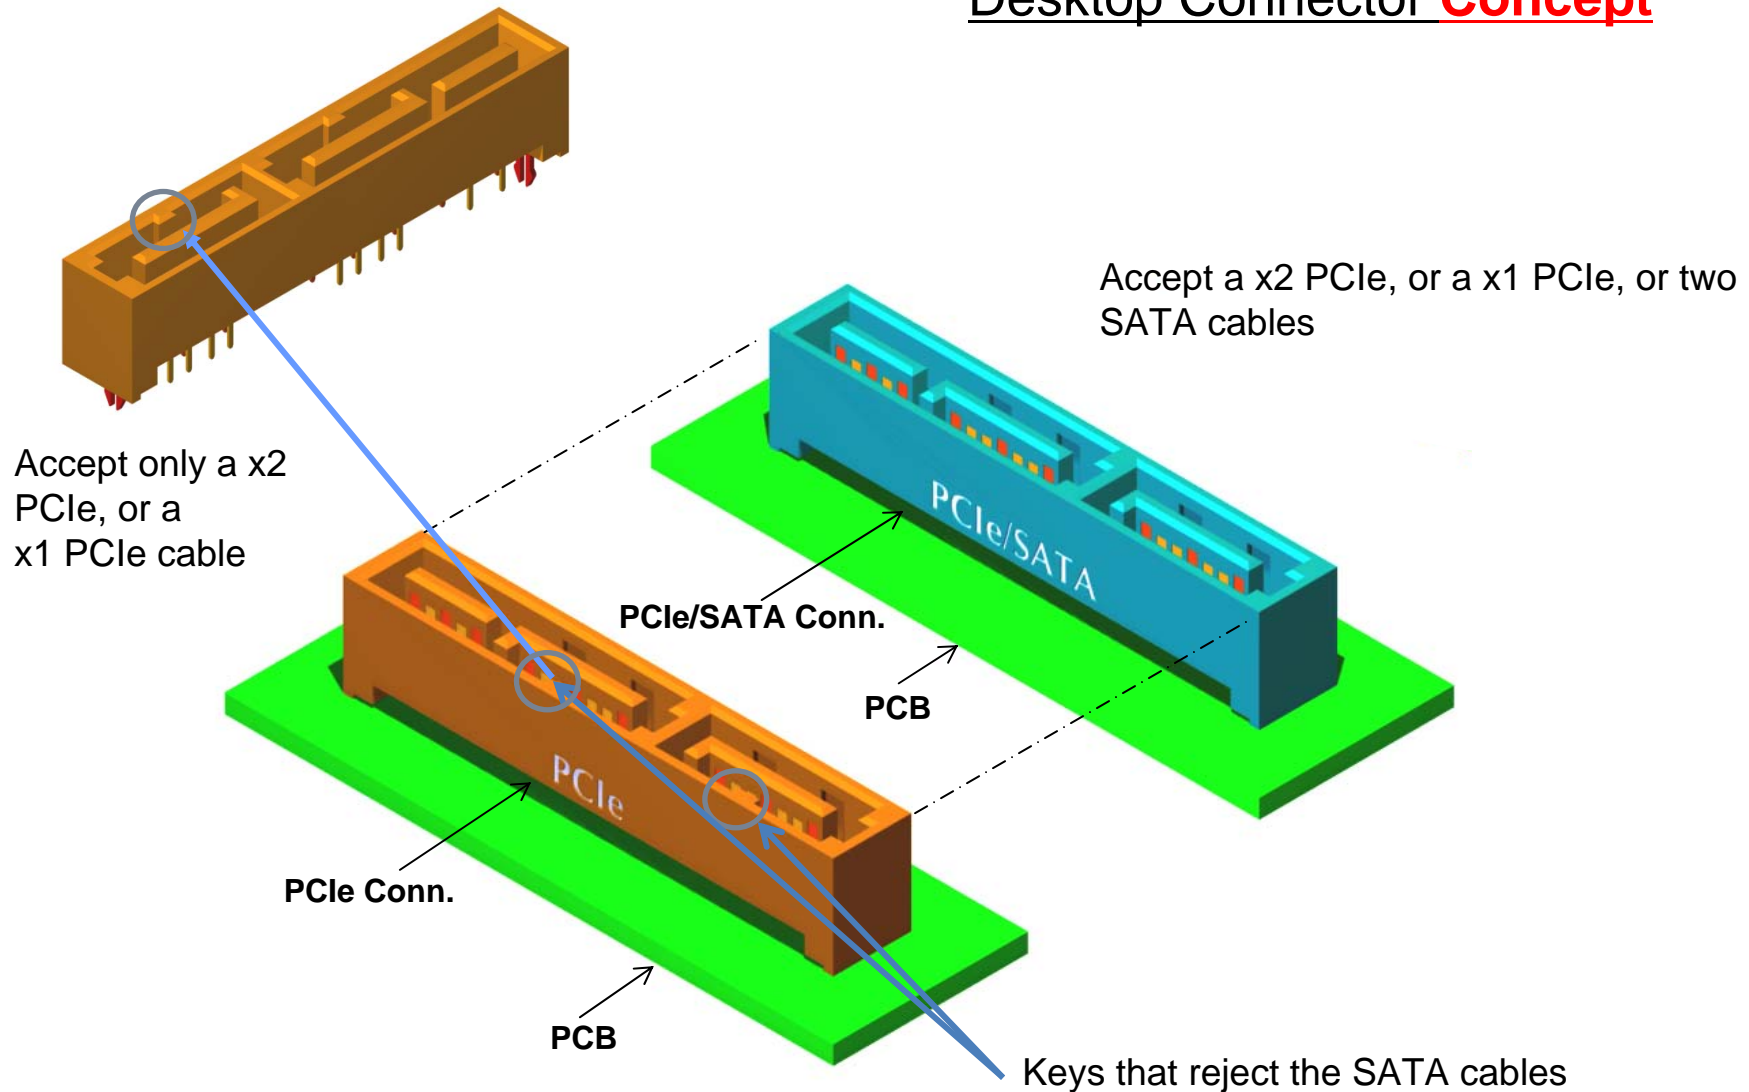 Desktop Connector Concept
Accept a x2 PCIe, or a x1 PCIe, or two
SATA cables
Accept only a x2
PCIe, or a
x1 PCIe cable
PCIe/SATA
PCIe/SATA Conn.
PCB
PCIe
PCIe Conn.
PCB
Keys that reject the SATA cables